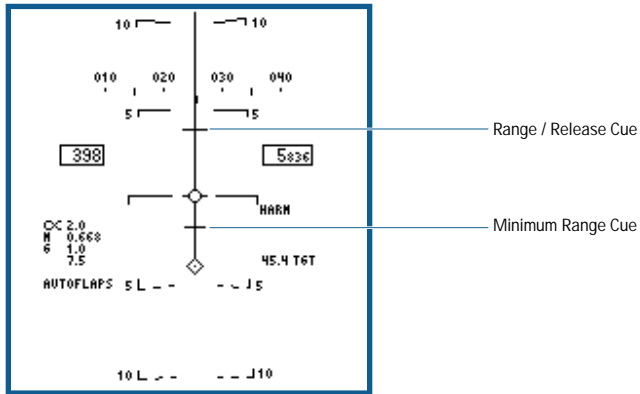 10 10
010 020 030 040
5 5
Range / Release Cue
398 5836
HARM
Minimum Range Cue
α 2.0
M 0.668
G 1.0
7.5
45.4 TGT
AUTOFLAPS 5 5
10 10